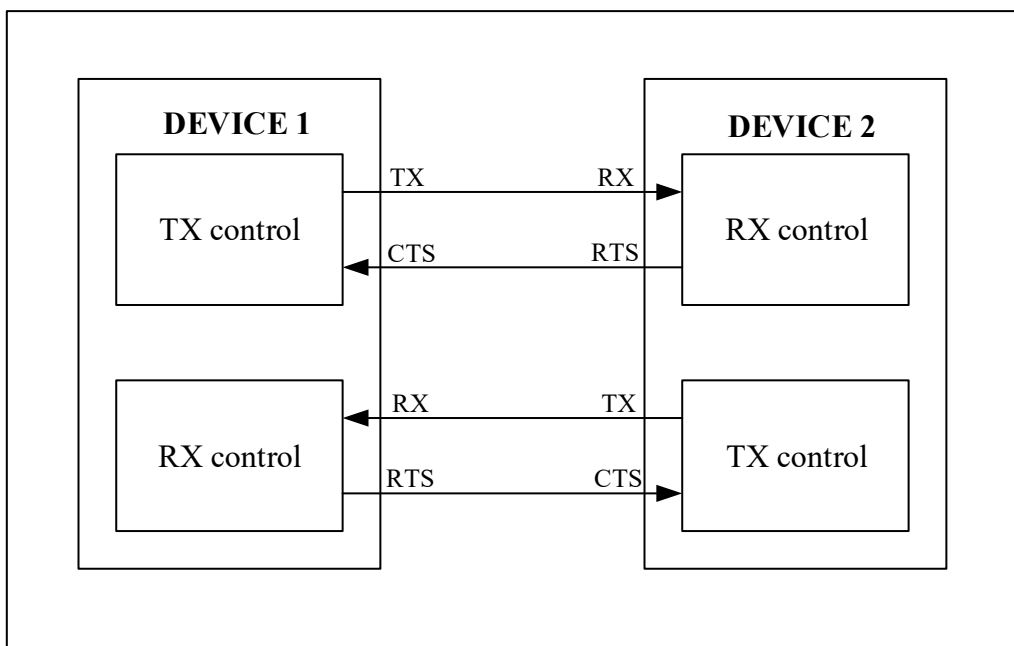 DEVICE 1
DEVICE 2
TX
RX
TX control
RX control
CTS
RTS
RX
TX
RX control
TX control
RTS
CTS